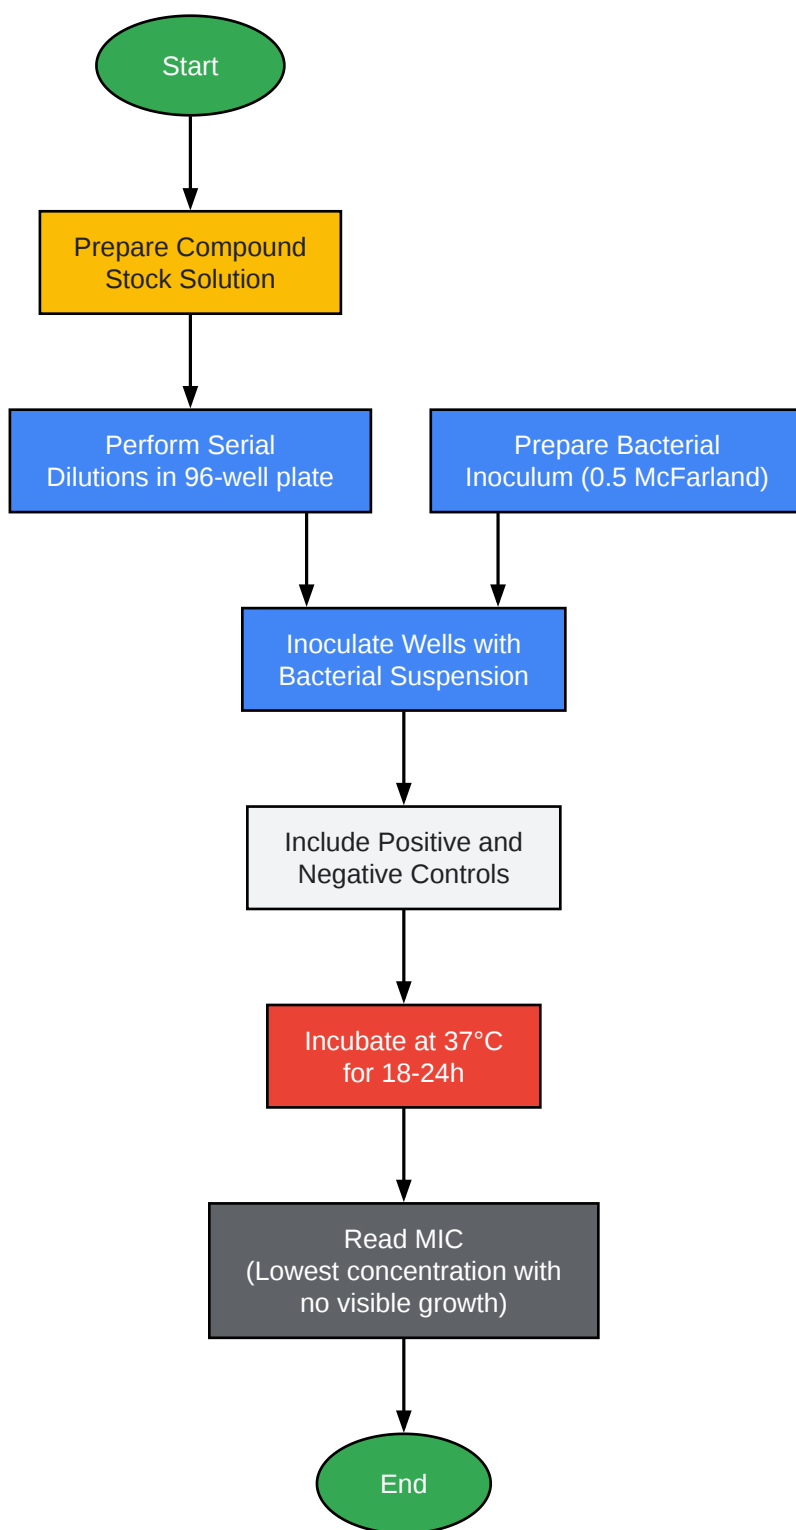 Start
Prepare Compound
Stock Solution
Perform Serial
Dilutions in 96-well plate
Prepare Bacterial
Inoculum (0.5 McFarland)
Inoculate Wells with
Bacterial Suspension
Include Positive and
Negative Controls
Incubate at 37°C
for 18-24h
Read MIC
(Lowest concentration with
no visible growth)
End